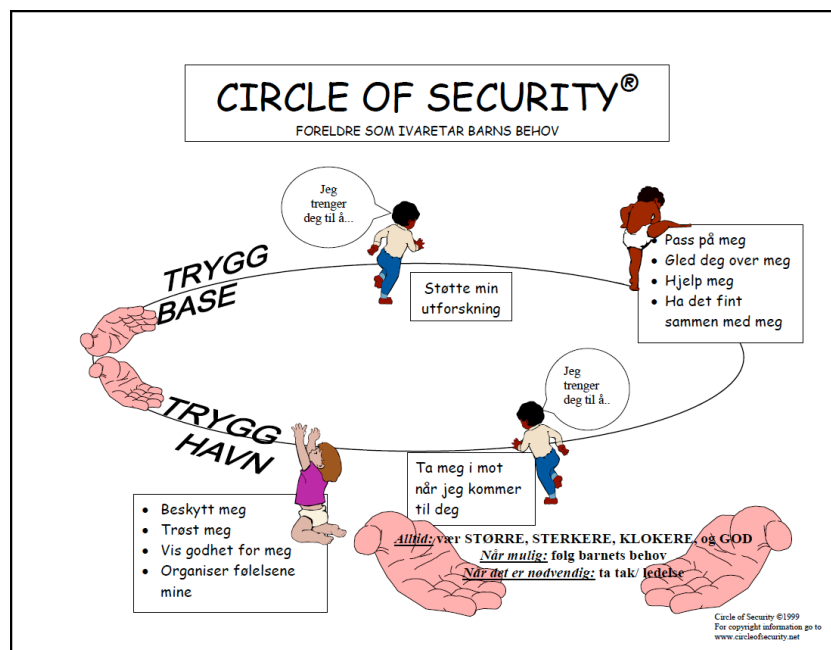 CIRCLE OF SECURITY®
FORELDRE SOM IVARETAR BARNS BEHOV
Jeg
trenger
deg til å...
TRYGG
BASE
Støtte min
utforskning
• Pass på meg
• Gled deg over meg
• Hjelp meg
• Ha det fint
sammen med meg
Jeg
trenger
deg til å..
TRYGG
HAVN
Ta meg i mot
når jeg kommer
til deg
• Beskytt meg
• Trøst meg
• Vis godhet for meg
• Organiser følelsene
mine
Alltid: vær STØRRE, STERKERE, KLOKERE, og GOD
Når mulig: følg barnets behov
Når det er nødvendig: ta tak/ ledelse
Circle of Security ©1999
For copyright information go to
www.circleofsecurity.net